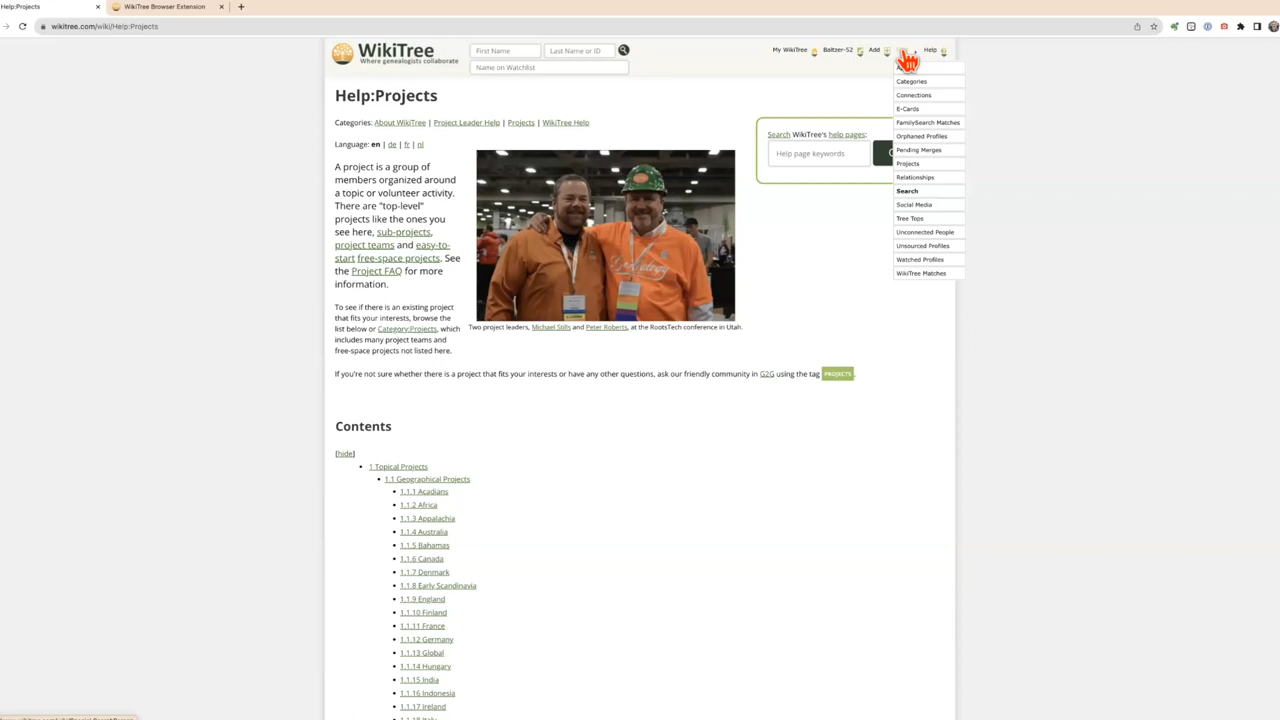 Help:Projects
WikiTree Browser Extension
wikitree.com/wiki/Help:Projects
WikiTree
Where genealogists collaborate
First Name
Last Name or ID
Name on Watchlist
My WikiTree
Baltzer-52
Add
Help
Categories
Connections
E-Cards
FamilySearch Matches
Orphaned Profiles
Pending Merges
Projects
Relationships
Search
Social Media
Tree Tops
Unconnected People
Unsourced Profiles
Watched Profiles
WikiTree Matches
Help:Projects
Categories: About WikiTree | Project Leader Help | Projects | WikiTree Help
Language: en | de | fr | nl
Search WikiTree's help pages:
Help page keywords
A project is a group of
members organized around
a topic or volunteer activity.
There are "top-level"
projects like the ones you
see here, sub-projects,
project teams and easy-to-
start free-space projects. See
the Project FAQ for more
information.
To see if there is an existing project
that fits your interests, browse the
list below or Category:Projects, which
includes many project teams and
free-space projects not listed here.
Two project leaders, Michael Stills and Peter Roberts, at the RootsTech conference in Utah.
If you're not sure whether there is a project that fits your interests or have any other questions, ask our friendly community in G2G using the tag PROJECTS.
Contents
[hide]
1 Topical Projects
1.1 Geographical Projects
1.1.1 Acadians
1.1.2 Africa
1.1.3 Appalachia
1.1.4 Australia
1.1.5 Bahamas
1.1.6 Canada
1.1.7 Denmark
1.1.8 Early Scandinavia
1.1.9 England
1.1.10 Finland
1.1.11 France
1.1.12 Germany
1.1.13 Global
1.1.14 Hungary
1.1.15 India
1.1.16 Indonesia
1.1.17 Ireland